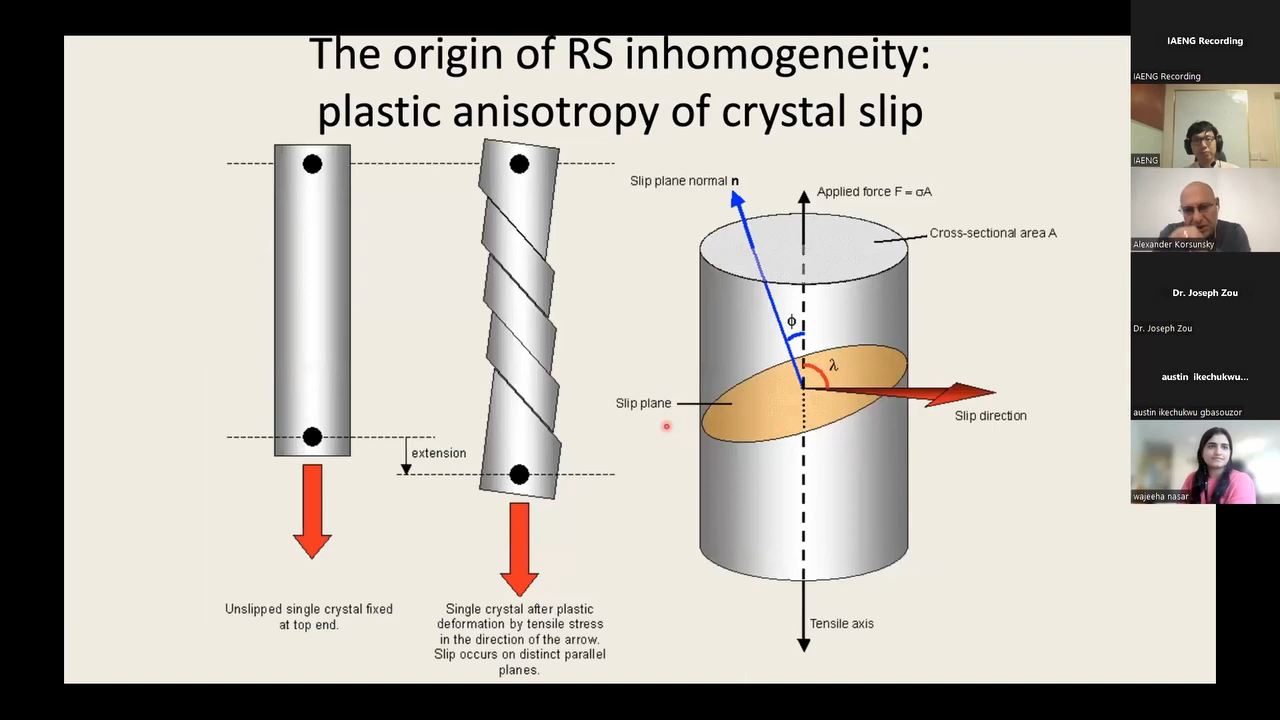 The origin of RS inhomogeneity:
plastic anisotropy of crystal slip
extension
Unslipped single crystal fixed
at top end.
Single crystal after plastic
deformation by tensile stress
in the direction of the arrow.
Slip occurs on distinct parallel
planes.
Slip plane normal n
Applied force F = σA
Cross-sectional area A
ϕ
λ
Slip plane
Slip direction
Tensile axis
IAENG Recording
IAENG Recording
IAENG
Alexander Korsunsky
Dr. Joseph Zou
Dr. Joseph Zou
austin ikechukwu...
austin ikechukwu gbasouzor
wajeeha nasar